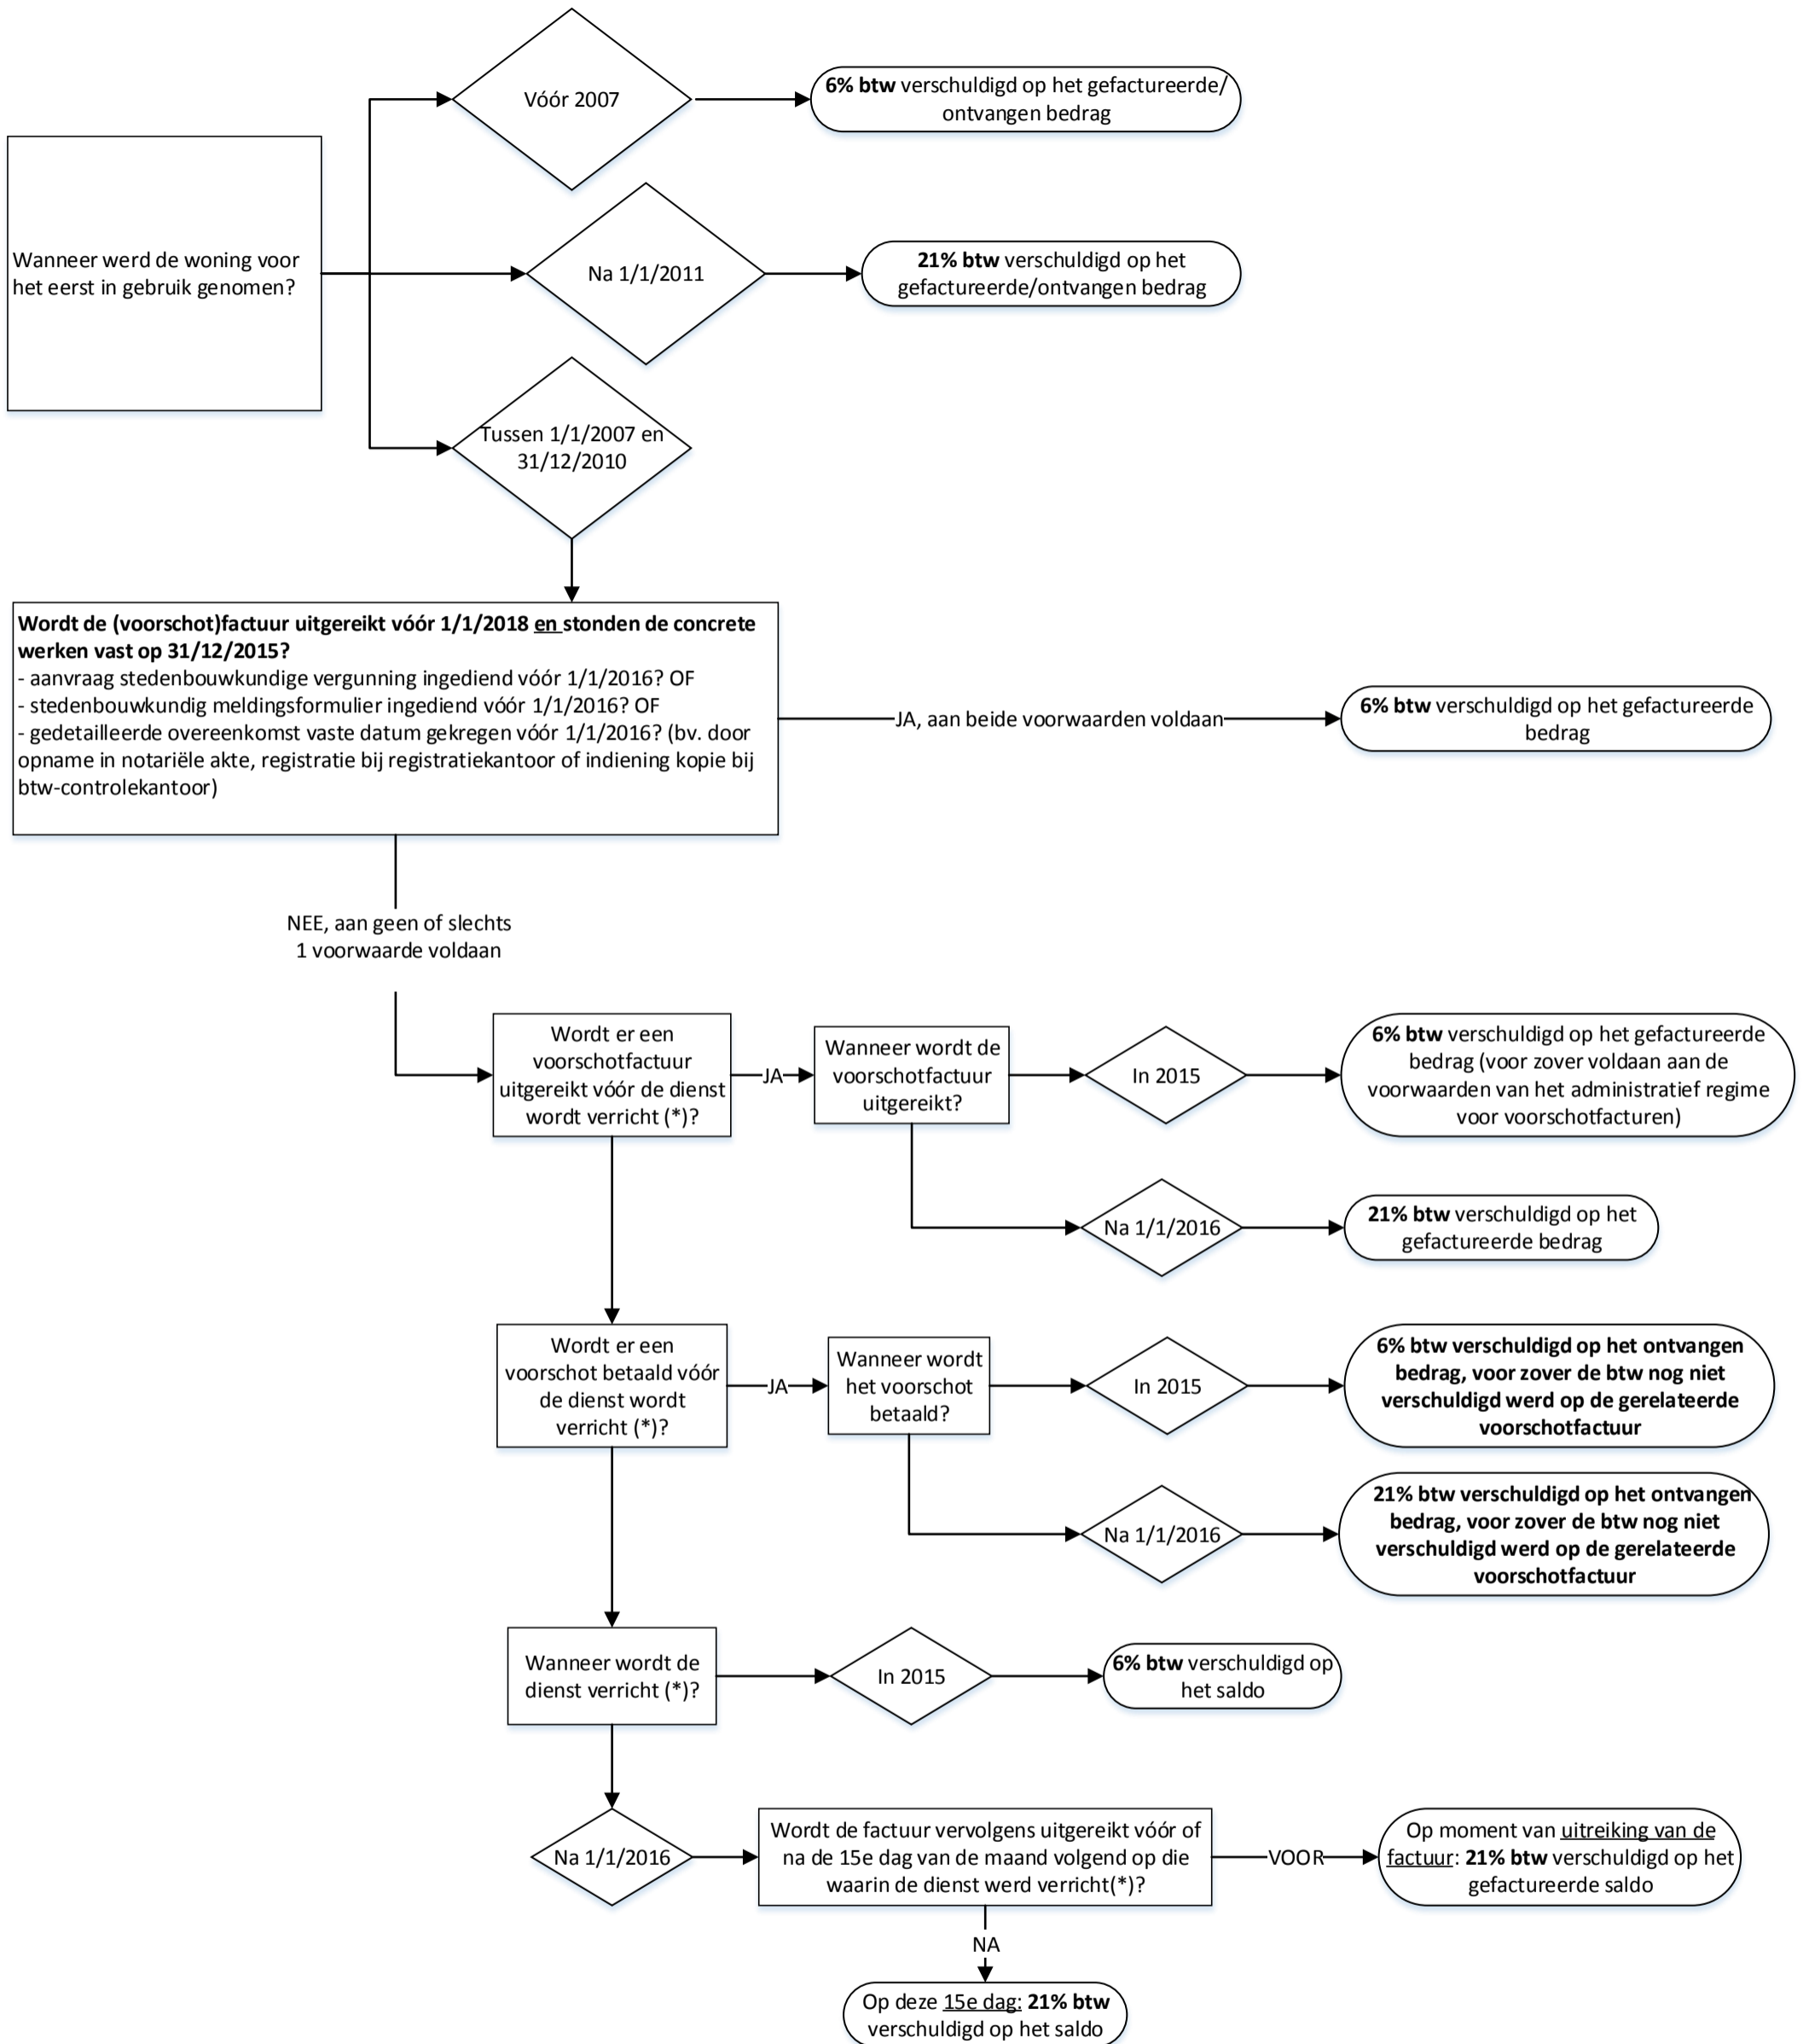 Vóór 2007
6% btw verschuldigd op het gefactureerde/
ontvangen bedrag
Wanneer werd de woning voor
het eerst in gebruik genomen?
Na 1/1/2011
21% btw verschuldigd op het
gefactureerde/ontvangen bedrag
Tussen 1/1/2007 en
31/12/2010
Wordt de (voorschot)factuur uitgereikt vóór 1/1/2018 en stonden de concrete
werken vast op 31/12/2015?
- aanvraag stedenbouwkundige vergunning ingediend vóór 1/1/2016? OF
- stedenbouwkundig meldingsformulier ingediend vóór 1/1/2016? OF
- gedetailleerde overeenkomst vaste datum gekregen vóór 1/1/2016? (bv. door
opname in notariële akte, registratie bij registratiekantoor of indiening kopie bij
btw-controlekantoor)
JA, aan beide voorwaarden voldaan
6% btw verschuldigd op het gefactureerde
bedrag
NEE, aan geen of slechts
1 voorwaarde voldaan
Wordt er een
voorschotfactuur
uitgereikt vóór de dienst
wordt verricht (*)?
JA
Wanneer wordt de
voorschotfactuur
uitgereikt?
In 2015
6% btw verschuldigd op het gefactureerde
bedrag (voor zover voldaan aan de
voorwaarden van het administratief regime
voor voorschotfacturen)
Na 1/1/2016
21% btw verschuldigd op het
gefactureerde bedrag
Wordt er een
voorschot betaald vóór
de dienst wordt
verricht (*)?
JA
Wanneer wordt
het voorschot
betaald?
In 2015
6% btw verschuldigd op het ontvangen
bedrag, voor zover de btw nog niet
verschuldigd werd op de gerelateerde
voorschotfactuur
Na 1/1/2016
21% btw verschuldigd op het ontvangen
bedrag, voor zover de btw nog niet
verschuldigd werd op de gerelateerde
voorschotfactuur
Wanneer wordt de
dienst verricht (*)?
In 2015
6% btw verschuldigd op
het saldo
Na 1/1/2016
Wordt de factuur vervolgens uitgereikt vóór of
na de 15e dag van de maand volgend op die
waarin de dienst werd verricht(*)?
VOOR
Op moment van uitreiking van de
factuur: 21% btw verschuldigd op het
gefactureerde saldo
NA
Op deze 15e dag: 21% btw
verschuldigd op het saldo